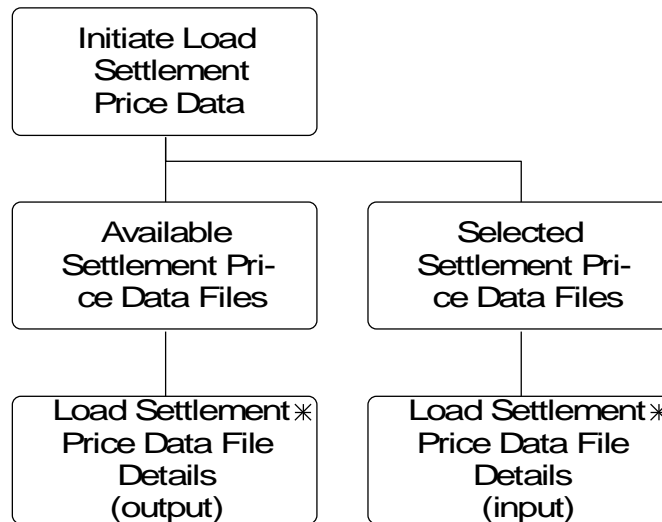 Initiate Load
Settlement
Price Data
Available
Settlement Pri-
ce Data Files
Selected
Settlement Pri-
ce Data Files
Load Settlement *
Price Data File
Details
(output)
Load Settlement *
Price Data File
Details
(input)